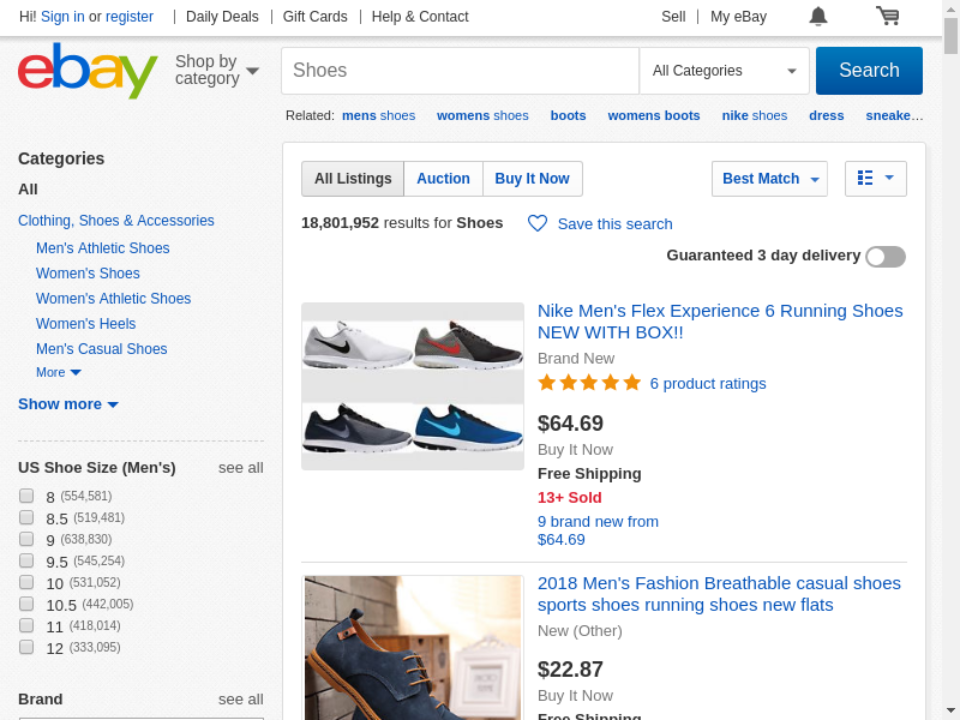 Hi! Sign in or register
Daily Deals
Gift Cards
Help & Contact
Sell
My eBay
ebay
Shop by
category
Shoes
All Categories
Search
Related: mens shoes womens shoes boots womens boots nike shoes dress sneake…
Categories
All
Clothing, Shoes & Accessories
Men's Athletic Shoes
Women's Shoes
Women's Athletic Shoes
Women's Heels
Men's Casual Shoes
More
Show more
US Shoe Size (Men's) see all
8 (554,581)
8.5 (519,481)
9 (638,830)
9.5 (545,254)
10 (531,052)
10.5 (442,005)
11 (418,014)
12 (333,095)
Brand see all
All Listings
Auction
Buy It Now
Best Match
18,801,952 results for Shoes
Save this search
Guaranteed 3 day delivery
Nike Men's Flex Experience 6 Running Shoes
NEW WITH BOX!!
Brand New
6 product ratings
$64.69
Buy It Now
Free Shipping
13+ Sold
9 brand new from
$64.69
2018 Men's Fashion Breathable casual shoes
sports shoes running shoes new flats
New (Other)
$22.87
Buy It Now
Free Shipping